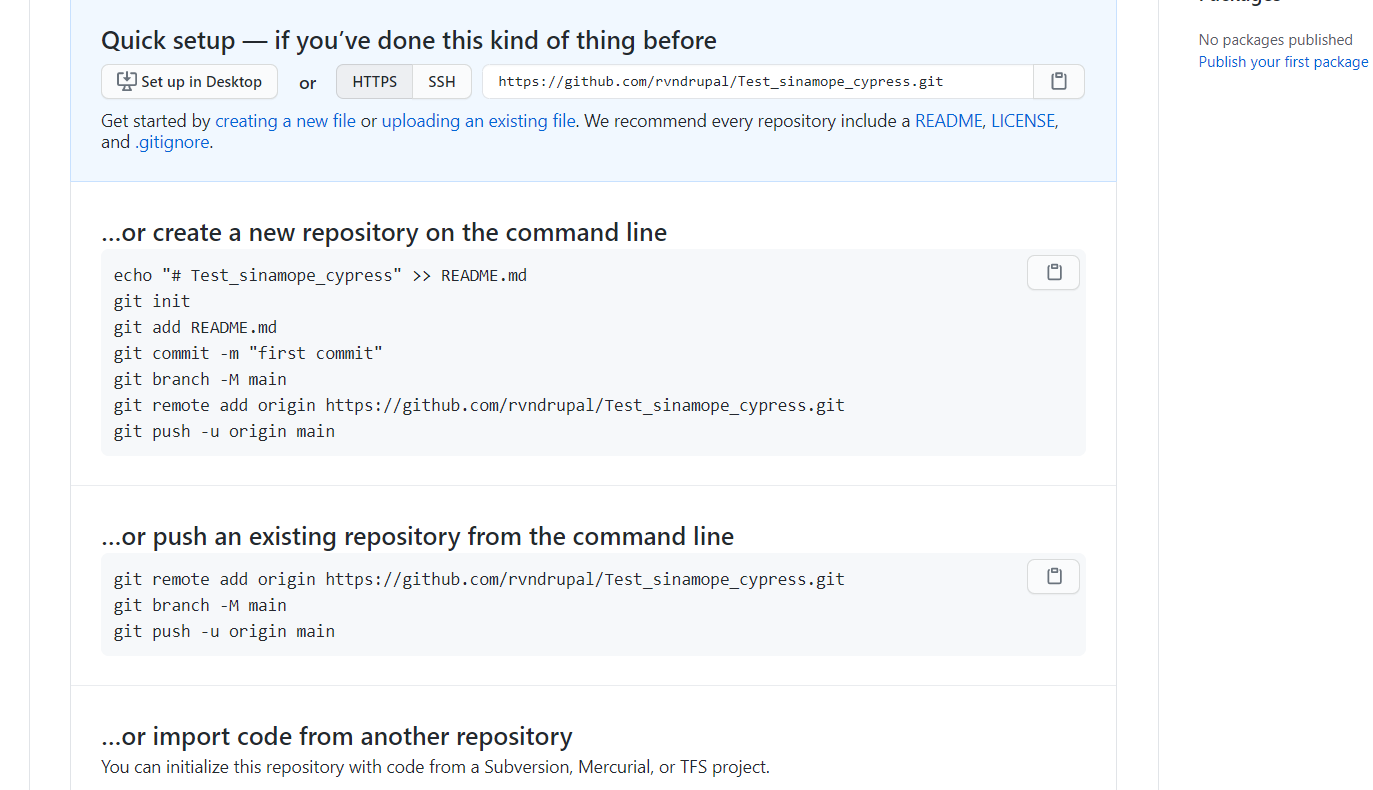 Packages
Quick setup — if you’ve done this kind of thing before
Set up in Desktop or HTTPS SSH https://github.com/rvndrupal/Test_sinamope_cypress.git
No packages published
Publish your first package
Get started by creating a new file or uploading an existing file. We recommend every repository include a README, LICENSE,
and .gitignore.
…or create a new repository on the command line
echo "# Test_sinamope_cypress" >> README.md
git init
git add README.md
git commit -m "first commit"
git branch -M main
git remote add origin https://github.com/rvndrupal/Test_sinamope_cypress.git
git push -u origin main
…or push an existing repository from the command line
git remote add origin https://github.com/rvndrupal/Test_sinamope_cypress.git
git branch -M main
git push -u origin main
…or import code from another repository
You can initialize this repository with code from a Subversion, Mercurial, or TFS project.